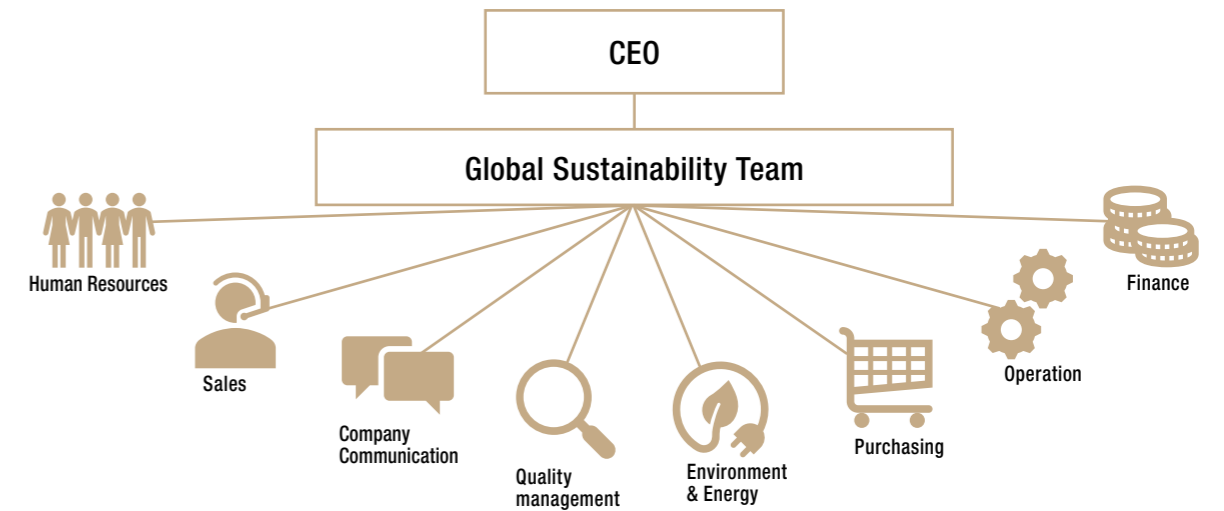 CEO
Global Sustainability Team
Human Resources
Sales
Company
Communication
Quality
management
Environment
& Energy
Purchasing
Operation
Finance